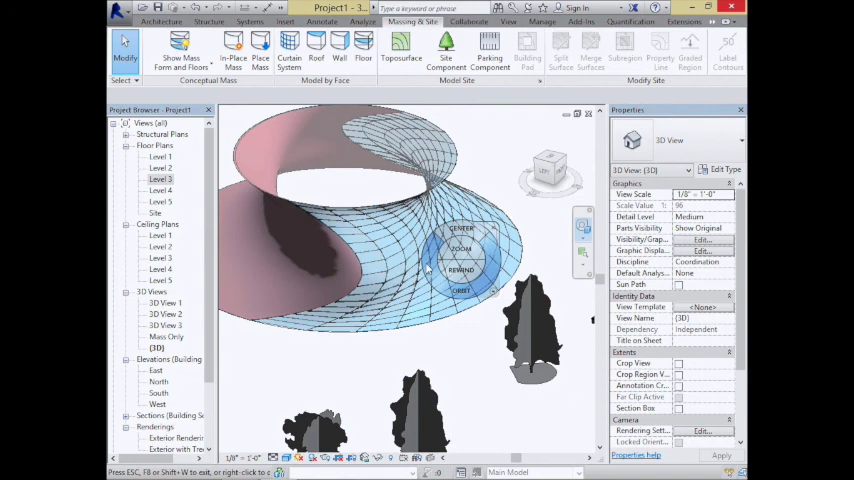 Project1 - 3...
Type a keyword or phrase
Sign In
Architecture Structure Systems Insert Annotate Analyze Massing & Site Collaborate View Manage Add-Ins Quantification Extensions
Modify
Show Mass
Form and Floors
In-Place
Mass
Place
Mass
Curtain
System
Roof
Wall
Floor
Toposurface
Site
Component
Parking
Component
Building
Pad
Split
Surface
Merge
Surfaces
Subregion
Property
Line
Graded
Region
50
Label
Contours
Select
Conceptual Mass
Model by Face
Model Site
Modify Site
Project Browser - Project1
Views (all)
Structural Plans
Floor Plans
Level 1
Level 2
Level 3
Level 4
Level 5
Site
Ceiling Plans
Level 1
Level 2
Level 3
Level 4
Level 5
3D Views
3D View 1
3D View 2
3D View 3
Mass Only
{3D}
Elevations (Building
East
North
South
West
Sections (Building Se
Renderings
Exterior Renderin
Exterior with Tree
CENTER
ZOOM
REWIND
ORBIT
LEFT
Properties
3D View
3D View: {3D}
Edit Type
Graphics
View Scale 1/8" = 1'-0"
Scale Value 1: 96
Detail Level Medium
Parts Visibility Show Original
Visibility/Grap... Edit...
Graphic Displa... Edit...
Discipline Coordination
Default Analys... None
Sun Path
Identity Data
View Template <None>
View Name {3D}
Dependency Independent
Title on Sheet
Extents
Crop View
Crop Region V...
Annotation Cr...
Far Clip Active
Section Box
Camera
Rendering Sett... Edit...
Locked Orient...
Properties help
Apply
1/8" = 1'-0"
Press ESC, F8 or Shift+W to exit, or right-click to c
:0
Main Model